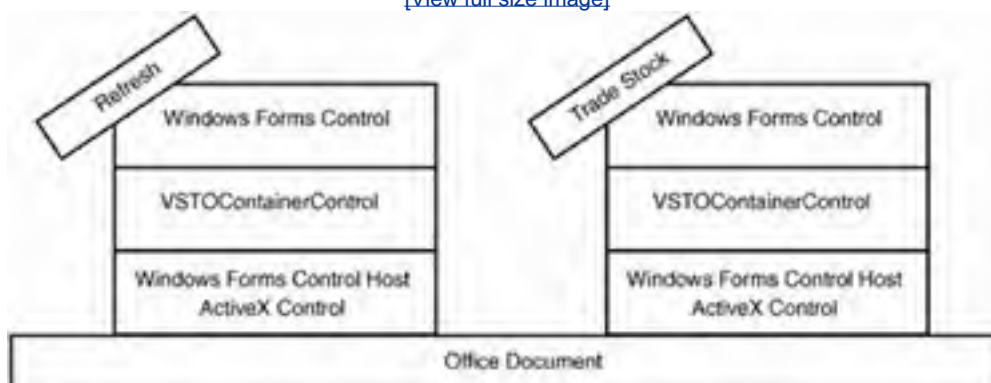 [View full size image]
Refresh
Windows Forms Control
VSTOContainerControl
Windows Forms Control Host
ActiveX Control
Trade Stock
Windows Forms Control
VSTOContainerControl
Windows Forms Control Host
ActiveX Control
Office Document